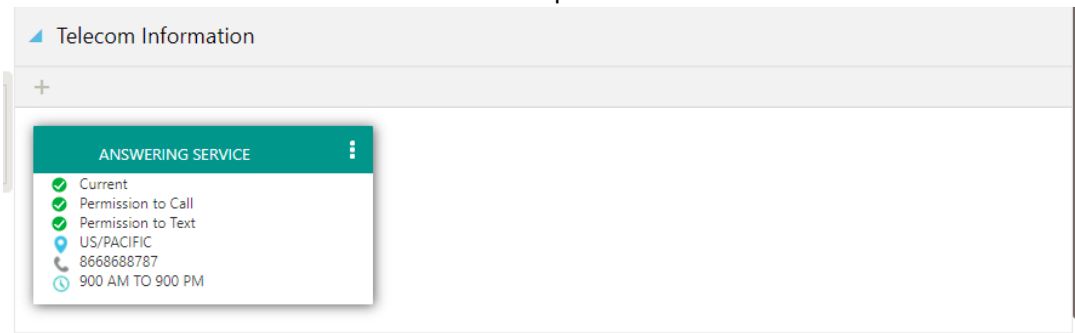 Telecom Information
+
ANSWERING SERVICE
Current
Permission to Call
Permission to Text
US/PACIFIC
8668688787
900 AM TO 900 PM